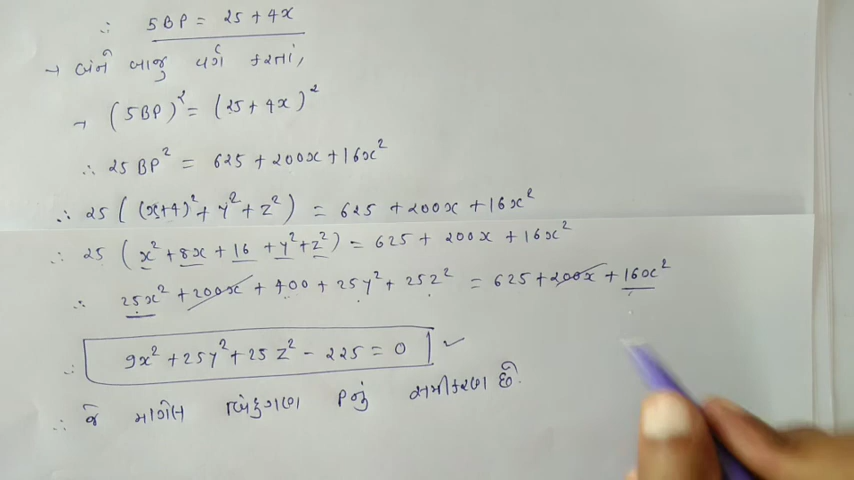 ∴ 5BP = 25 + 4x
→ બંને બાજુ વર્ગ કરતાં,
→ (5BP)² = (25 + 4x)²
∴ 25 BP² = 625 + 200x + 16x²
∴ 25 ( (x+4)² + y² + z² ) = 625 + 200x + 16x²
∴ 25 ( x² + 8x + 16 + y² + z² ) = 625 + 200x + 16x²
∴ 25x² + 200x + 400 + 25y² + 25z² = 625 + 200x + 16x²
∴ 9x² + 25y² + 25z² - 225 = 0 ✓
∴ જે માગેલ બિંદુગણ P નું સમીકરણ છે.